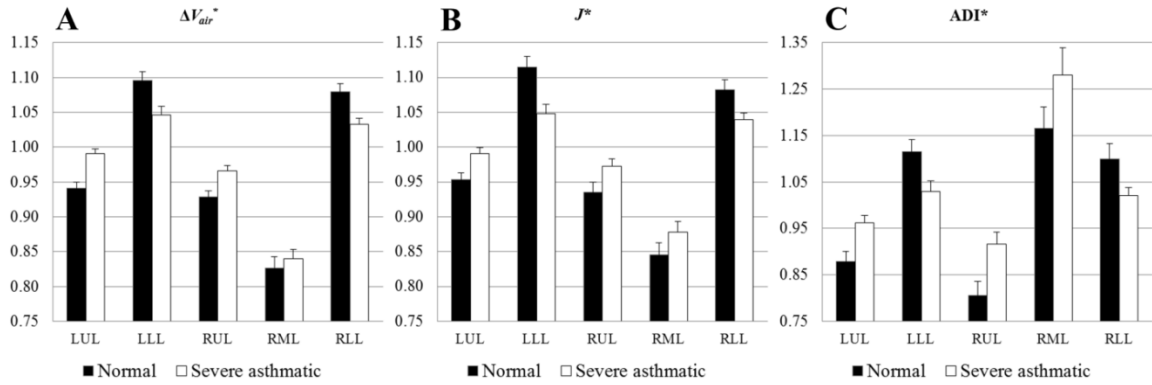 A ΔVair*
1.15
1.10
1.05
1.00
0.95
0.90
0.85
0.80
0.75
LUL LLL RUL RML RLL
Normal Severe asthmatic
B J*
1.15
1.10
1.05
1.00
0.95
0.90
0.85
0.80
0.75
LUL LLL RUL RML RLL
Normal Severe asthmatic
C ADI*
1.35
1.25
1.15
1.05
0.95
0.85
0.75
LUL LLL RUL RML RLL
Normal Severe asthmatic